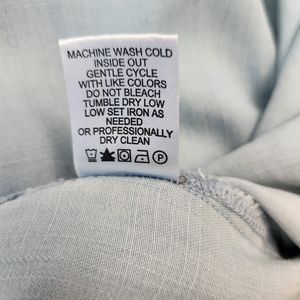 MACHINE WASH COLD
INSIDE OUT
GENTLE CYCLE
WITH LIKE COLORS
DO NOT BLEACH
TUMBLE DRY LOW
LOW SET IRON AS
NEEDED
OR PROFESSIONALLY
DRY CLEAN